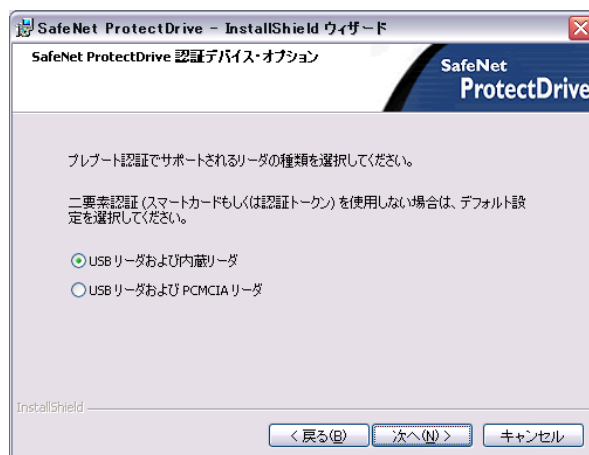 SafeNet ProtectDrive - InstallShield ウィザード
SafeNet ProtectDrive 認証デバイス・オプション
SafeNet
ProtectDrive
プレブート認証でサポートされるリーダの種類を選択してください。
二要素認証 (スマートカードもしくは認証トークン) を使用しない場合は、デフォルト設
定を選択してください。
USB リーダおよび内蔵リーダ
USB リーダおよび PCMCIA リーダ
InstallShield
< 戻る(B)
次へ(N) >
キャンセル